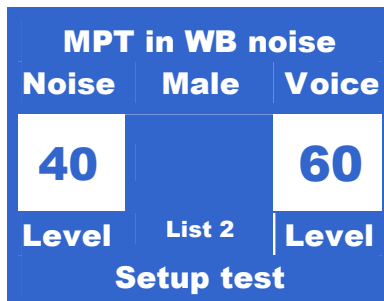 MPT in WB noise
Noise Male Voice
40 60
Level List 2 Level
Setup test